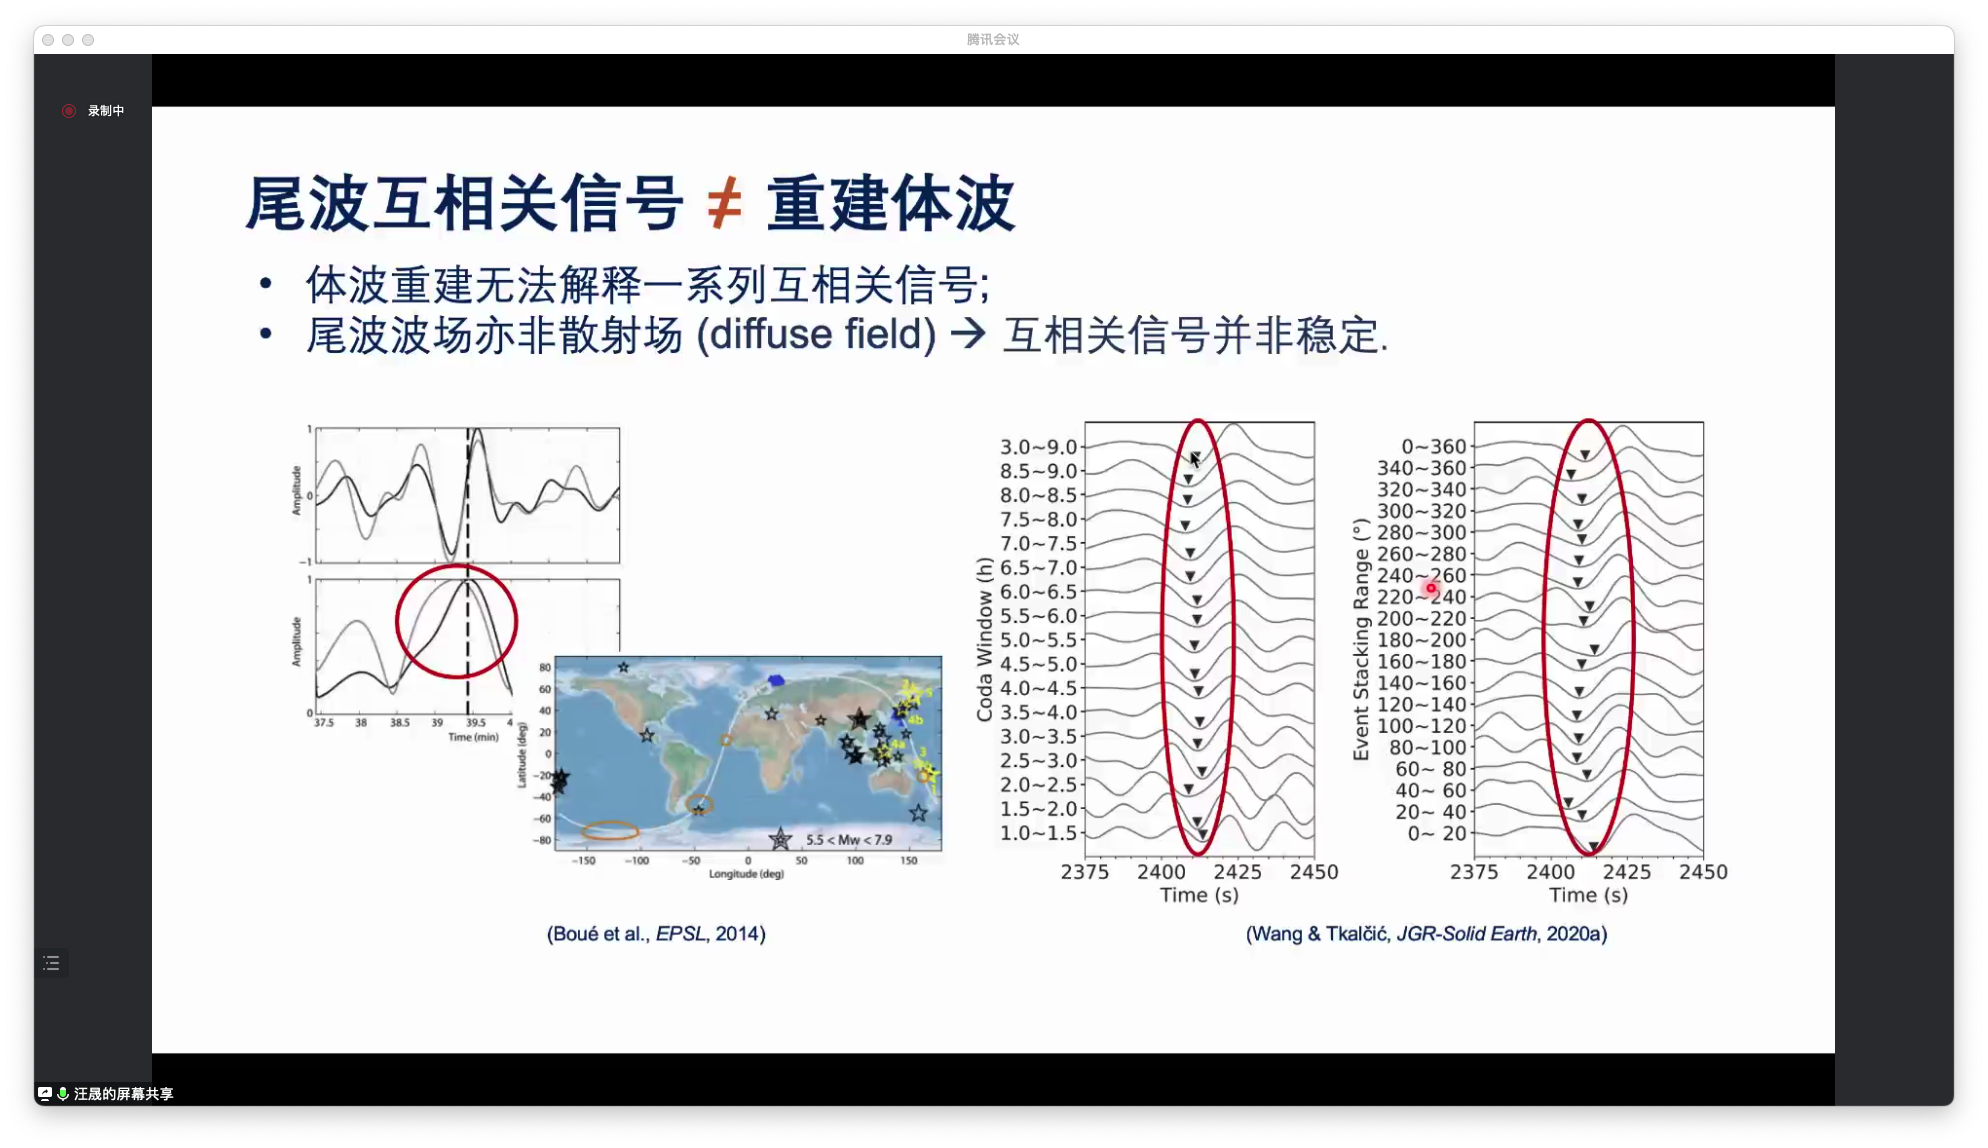 腾讯会议
录制中
尾波互相关信号 ≠ 重建体波
• 体波重建无法解释一系列互相关信号;
• 尾波波场亦非散射场 (diffuse field) → 互相关信号并非稳定.
1
Amplitude
0
−1
1
Amplitude
0
37.5 38 38.5 39 39.5 4
Time (min)
80
60
40
20
0
−20
−40
−60
−80
Latitude (deg)
4b
4a
3
5.5 < Mw < 7.9
−150 −100 −50 0 50 100 150
Longitude (deg)
(Boué et al., EPSL, 2014)
Coda Window (h)
3.0~9.0
8.5~9.0
8.0~8.5
7.5~8.0
7.0~7.5
6.5~7.0
6.0~6.5
5.5~6.0
5.0~5.5
4.5~5.0
4.0~4.5
3.5~4.0
3.0~3.5
2.5~3.0
2.0~2.5
1.5~2.0
1.0~1.5
2375 2400 2425 2450
Time (s)
Event Stacking Range (°)
0~360
340~360
320~340
300~320
280~300
260~280
240~260
220~240
200~220
180~200
160~180
140~160
120~140
100~120
80~100
60~ 80
40~ 60
20~ 40
0~ 20
2375 2400 2425 2450
Time (s)
(Wang & Tkalčić, JGR-Solid Earth, 2020a)
汪晟的屏幕共享